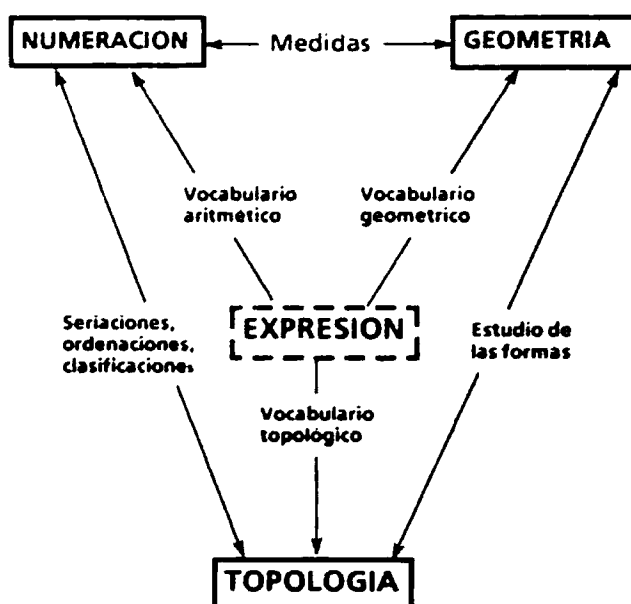 NUMERACION
Medidas
GEOMETRIA
Vocabulario
aritmético
Vocabulario
geometrico
EXPRESION
Seriaciones,
ordenaciones,
clasificaciones
Estudio de
las formas
Vocabulario
topológico
TOPOLOGIA